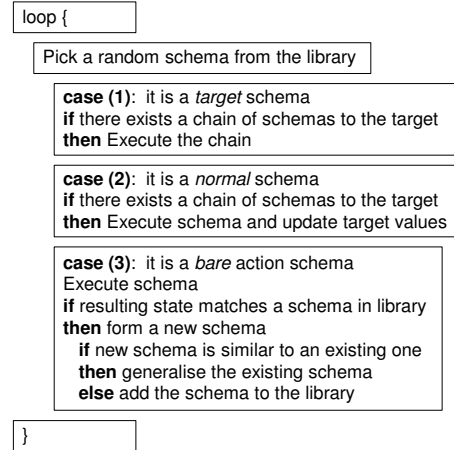 loop {
Pick a random schema from the library
case (1): it is a target schema
if there exists a chain of schemas to the target
then Execute the chain
case (2): it is a normal schema
if there exists a chain of schemas to the target
then Execute schema and update target values
case (3): it is a bare action schema
Execute schema
if resulting state matches a schema in library
then form a new schema
if new schema is similar to an existing one
then generalise the existing schema
else add the schema to the library
}